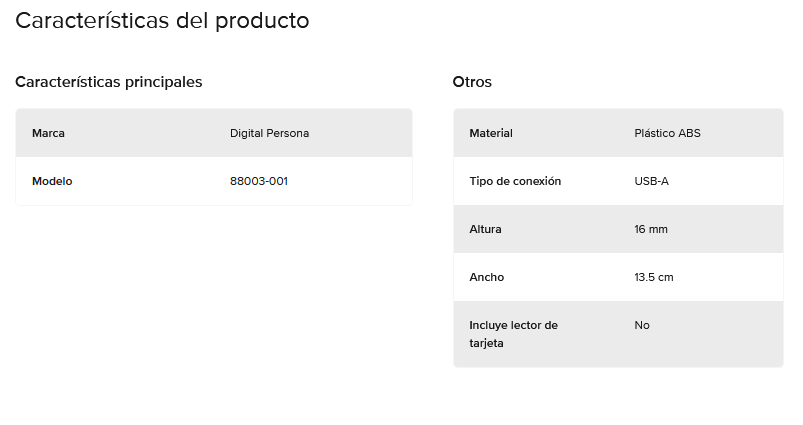 Características del producto
Características principales
Marca Digital Persona
Modelo 88003-001
Otros
Material Plástico ABS
Tipo de conexión USB-A
Altura 16 mm
Ancho 13.5 cm
Incluye lector de No
tarjeta